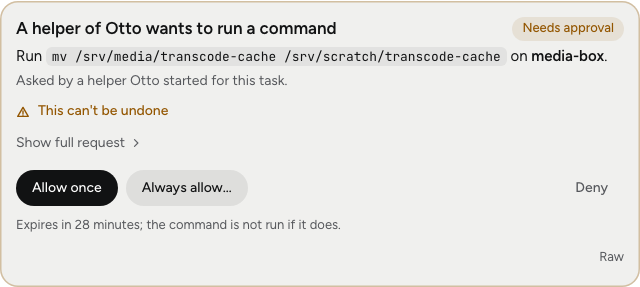 A helper of Otto wants to run a command
Needs approval
Run mv /srv/media/transcode-cache /srv/scratch/transcode-cache on media-box.
Asked by a helper Otto started for this task.
This can't be undone
Show full request
Allow once
Always allow...
Deny
Expires in 28 minutes; the command is not run if it does.
Raw